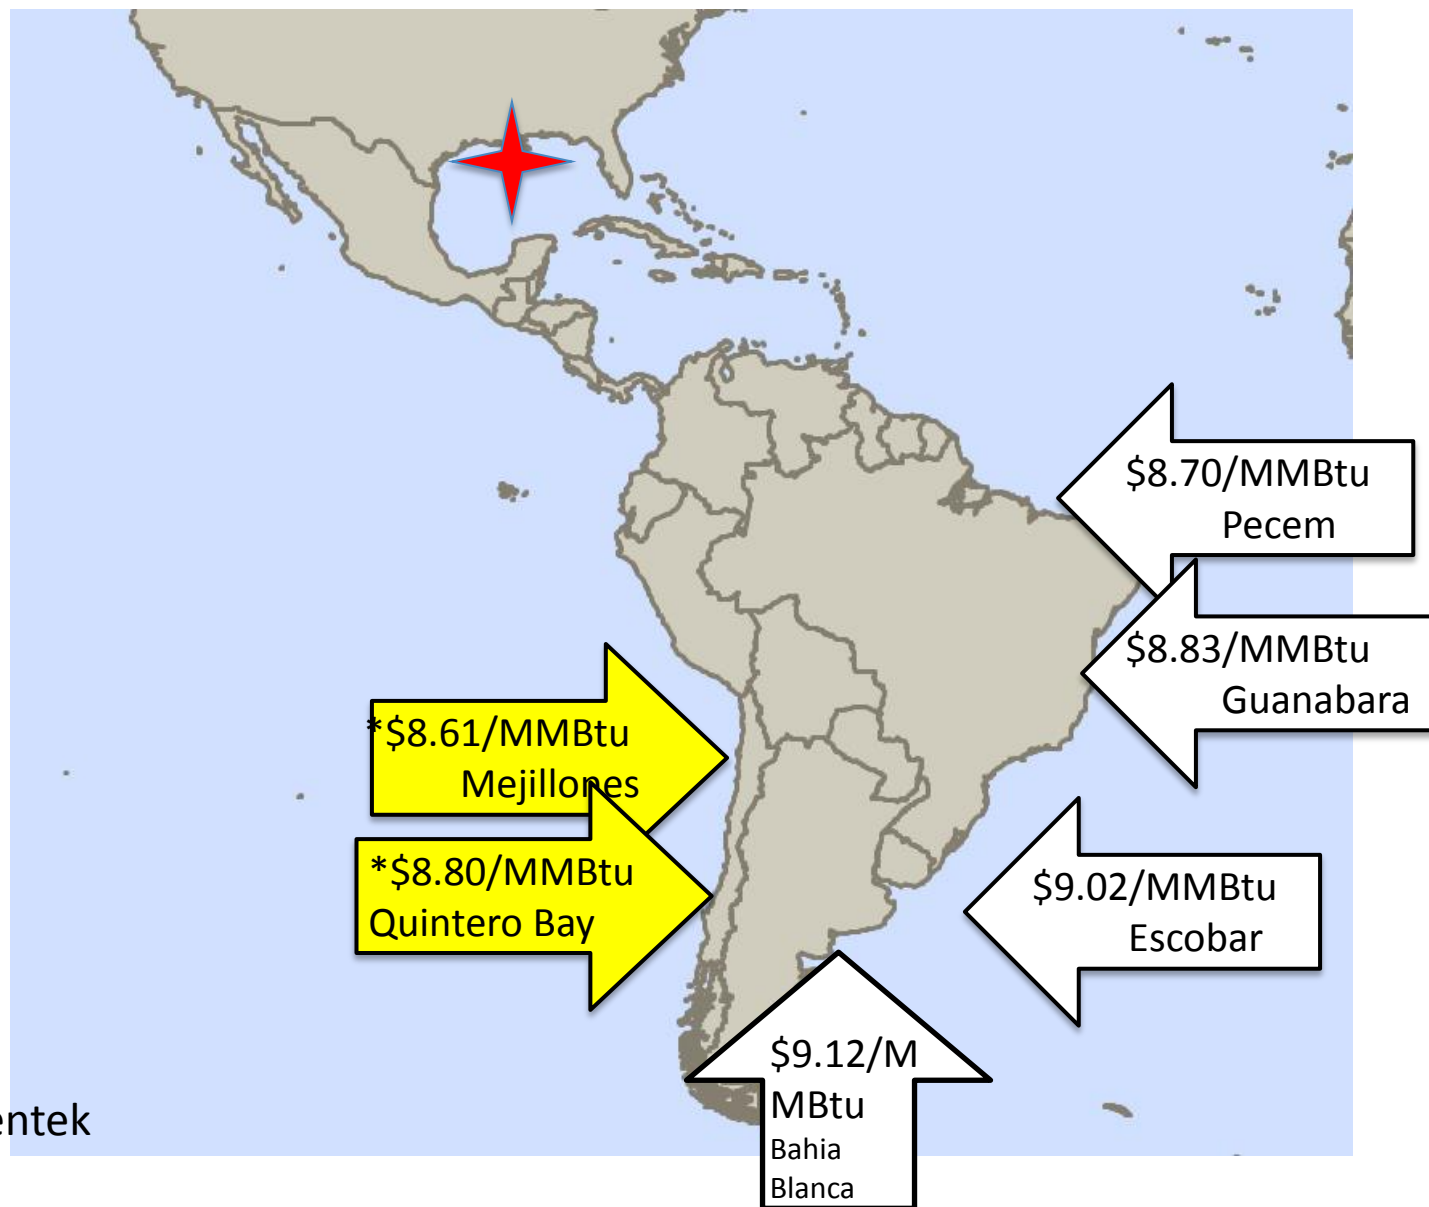 $8.70/MMBtu
Pecem
$8.83/MMBtu
Guanabara
*$8.61/MMBtu
Mejillones
*$8.80/MMBtu
Quintero Bay
$9.02/MMBtu
Escobar
$9.12/M
MBtu
Bahia
Blanca
entek